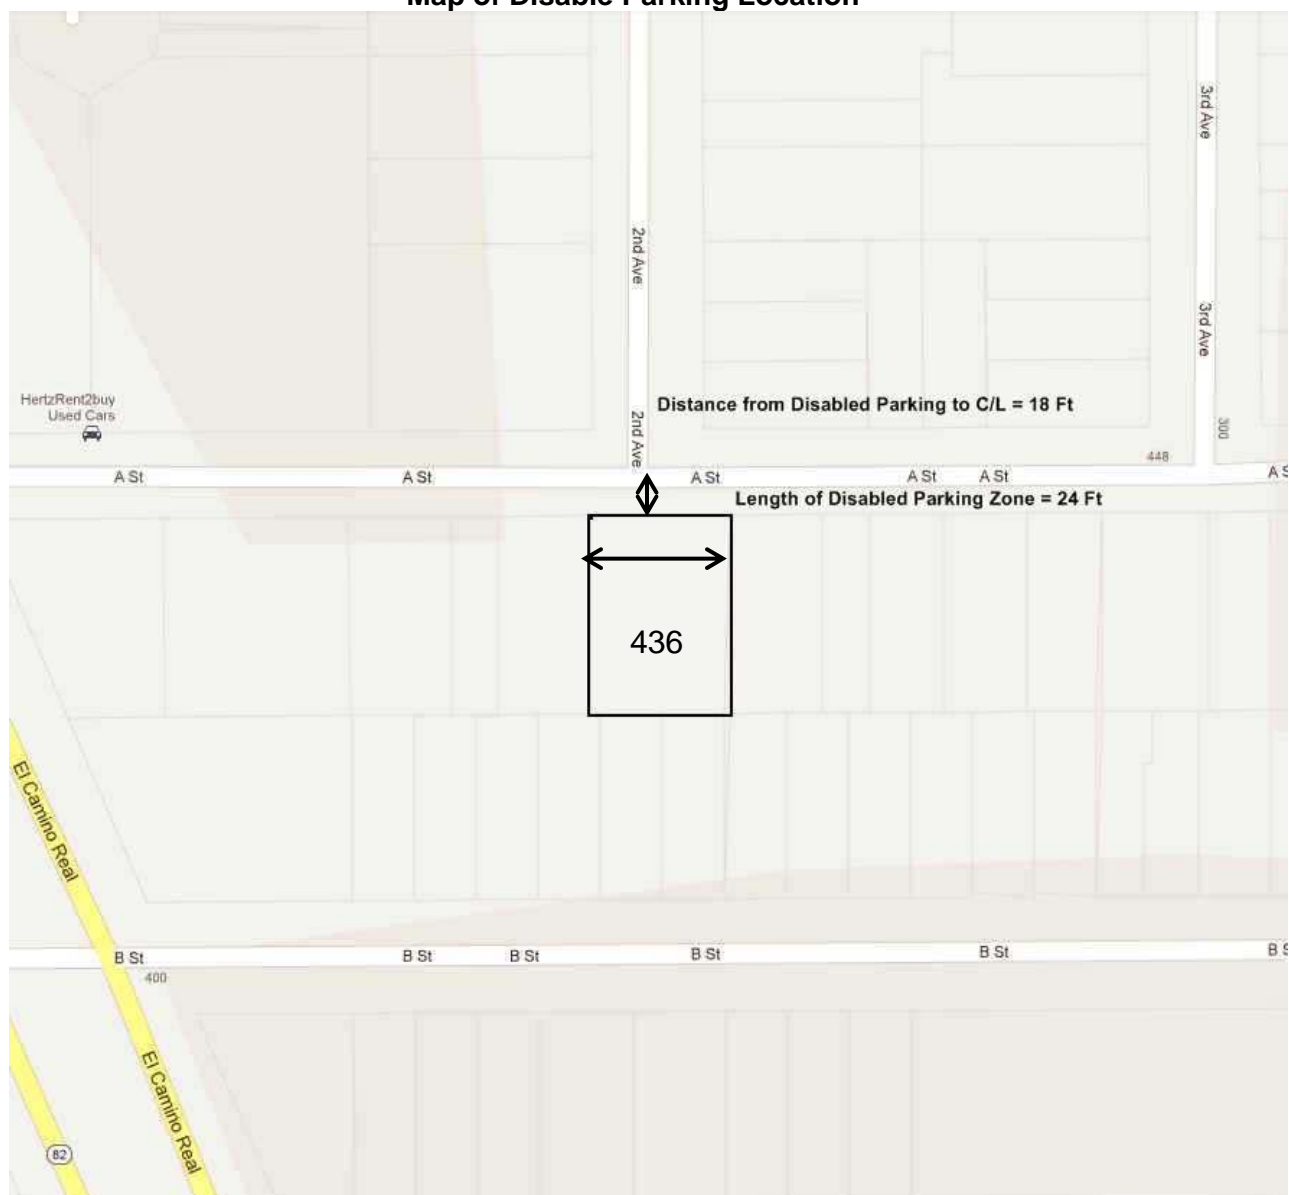 Map of Disable Parking Location
3rd Ave
2nd Ave
3rd Ave
HertzRent2buy
Used Cars
Distance from Disabled Parking to C/L = 18 Ft
2nd Ave
300
448
A St
A St
A St
A St
A St
A S
Length of Disabled Parking Zone = 24 Ft
436
El Camino Real
B St
B St
B St
B St
B St
B S
400
El Camino Real
82